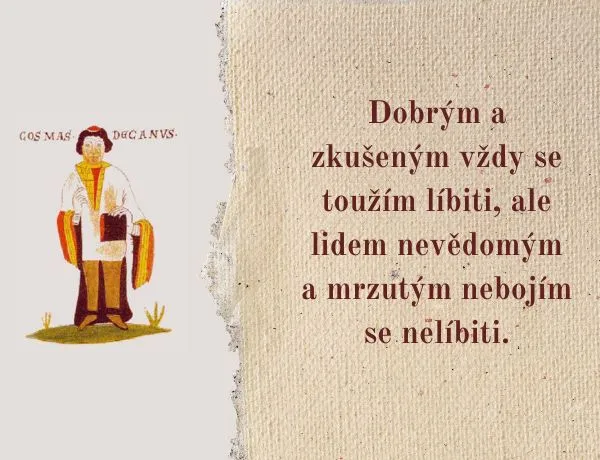 COSMAS· DECANVS·
Dobrým a
zkušeným vždy se
toužím líbiti, ale
lidem nevědomým
a mrzutým nebojím
se nelíbiti.